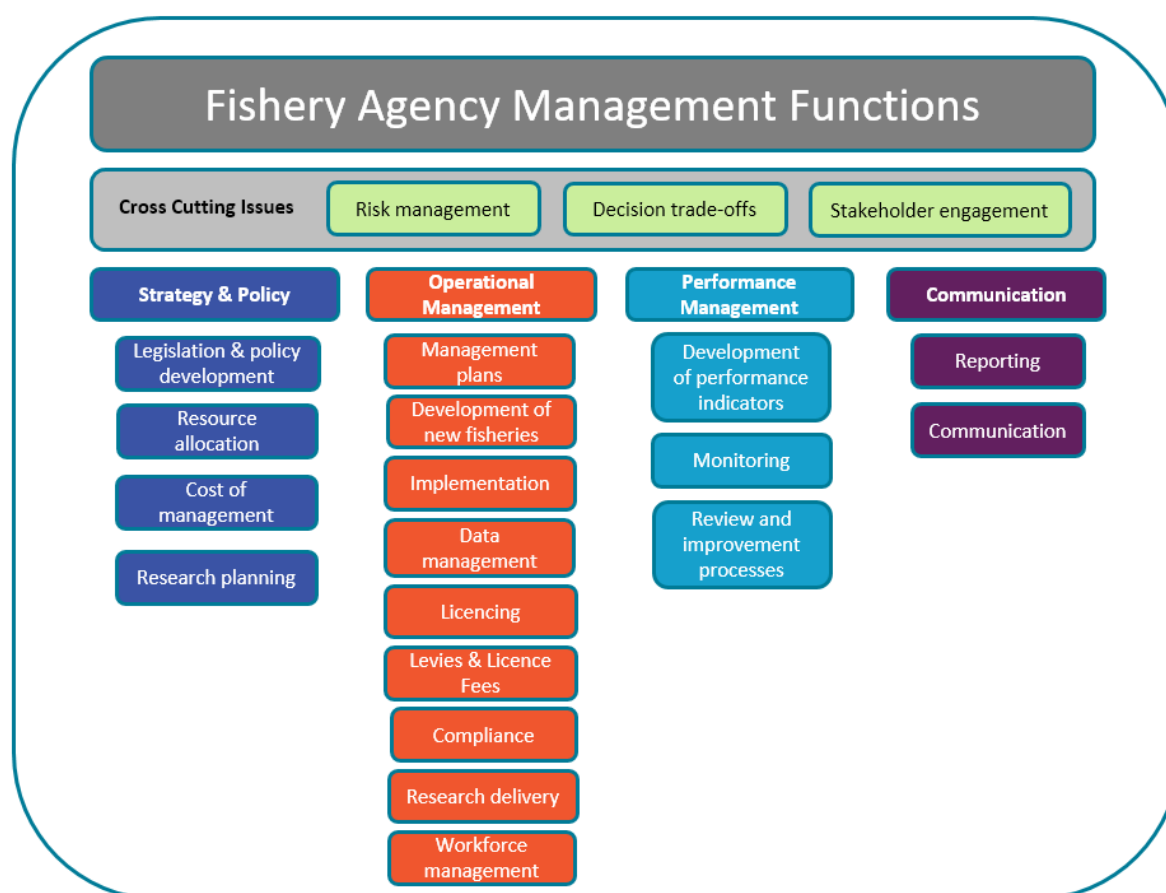 Fishery Agency Management Functions
Cross Cutting Issues
Risk management
Decision trade-offs
Stakeholder engagement
Strategy & Policy
Legislation & policy
development
Resource
allocation
Cost of
management
Research planning
Operational
Management
Management
plans
Development of
new fisheries
Implementation
Data
management
Licencing
Levies & Licence
Fees
Compliance
Research delivery
Workforce
management
Performance
Management
Development
of performance
indicators
Monitoring
Review and
improvement
processes
Communication
Reporting
Communication